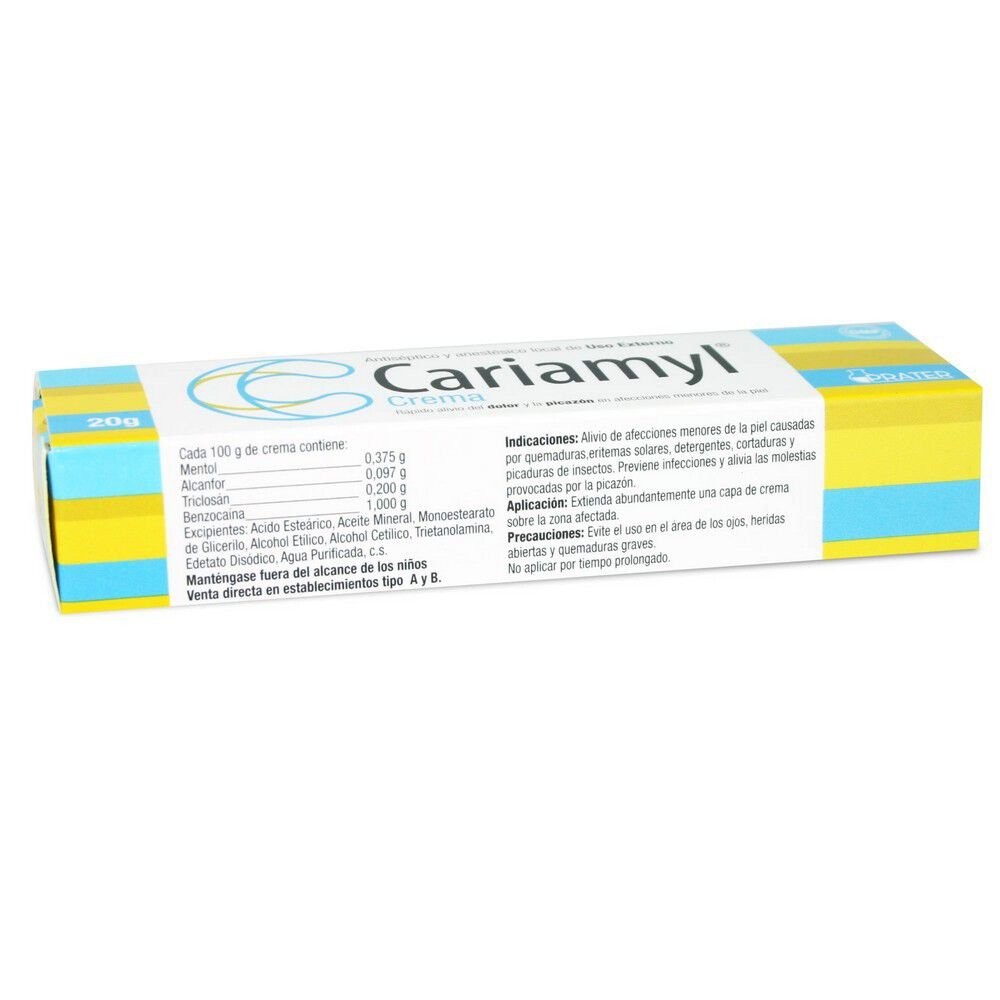 Antiséptico y anestésico local de Uso Externo
Cariamyl®
Crema
Rápido alivio del dolor y la picazón en afecciones menores de la piel
PRATER
20g
Cada 100 g de crema contiene:
Mentol 0,375 g
Alcanfor 0,097 g
Triclosán 0,200 g
Benzocaína 1,000 g
Excipientes: Acido Esteárico, Aceite Mineral, Monoestearato
de Glicerilo, Alcohol Etilico, Alcohol Cetílico, Trietanolamina,
Edetato Disódico, Agua Purificada, c.s.
Manténgase fuera del alcance de los niños
Venta directa en establecimientos tipo A y B.
Indicaciones: Alivio de afecciones menores de la piel causadas
por quemaduras,eritemas solares, detergentes, cortaduras y
picaduras de insectos. Previene infecciones y alivia las molestias
provocadas por la picazón.
Aplicación: Extienda abundantemente una capa de crema
sobre la zona afectada.
Precauciones: Evite el uso en el área de los ojos, heridas
abiertas y quemaduras graves.
No aplicar por tiempo prolongado.